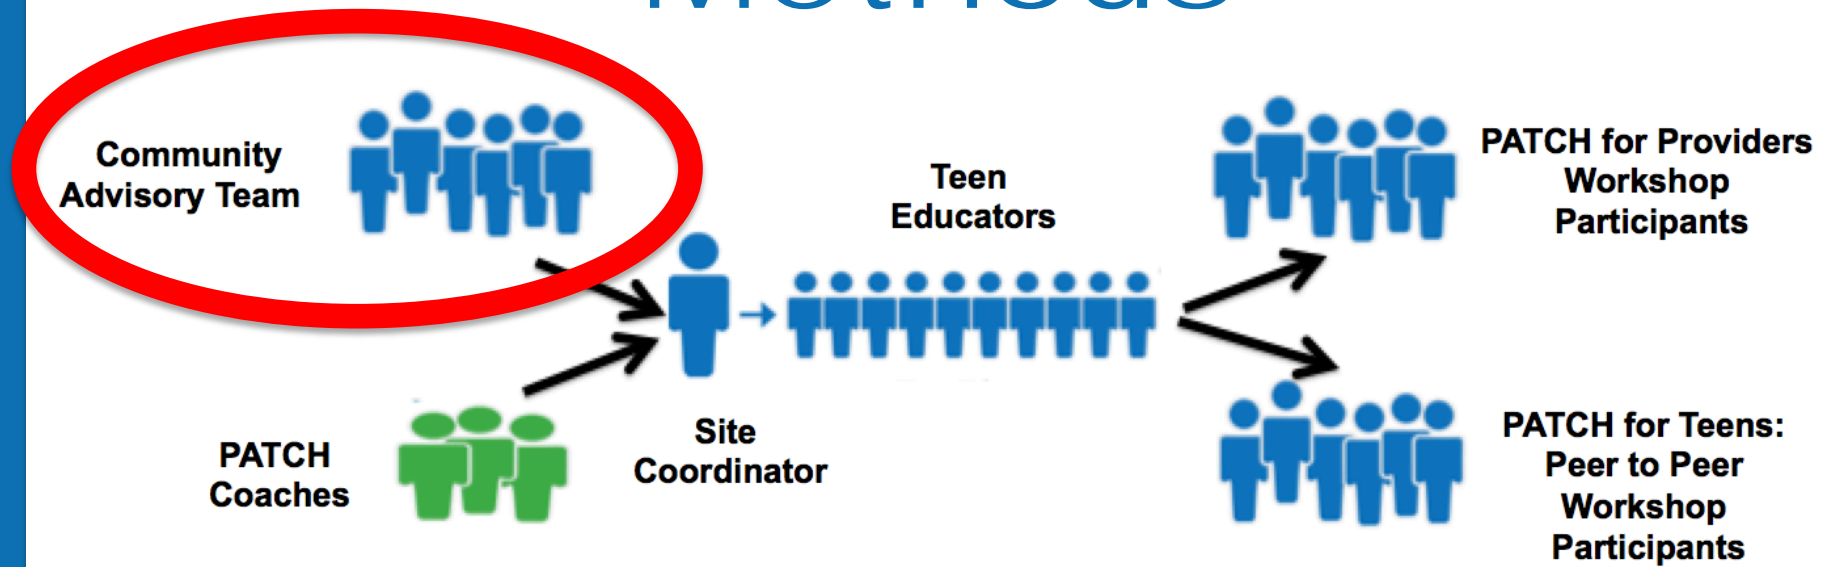 Methods
Community
Advisory Team
Teen
Educators
PATCH for Providers
Workshop
Participants
PATCH
Coaches
Site
Coordinator
PATCH for Teens:
Peer to Peer
Workshop
Participants